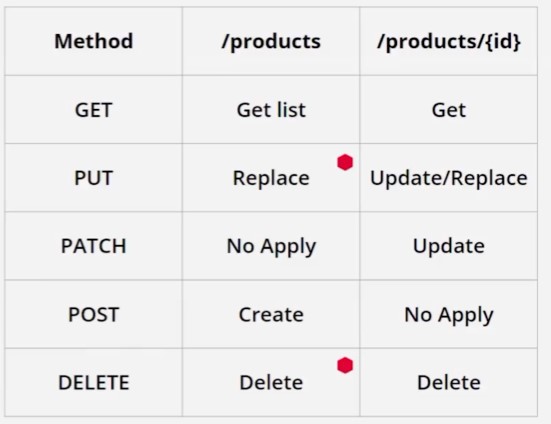 Method /products /products/{id}
GET Get list Get
PUT Replace Update/Replace
PATCH No Apply Update
POST Create No Apply
DELETE Delete Delete